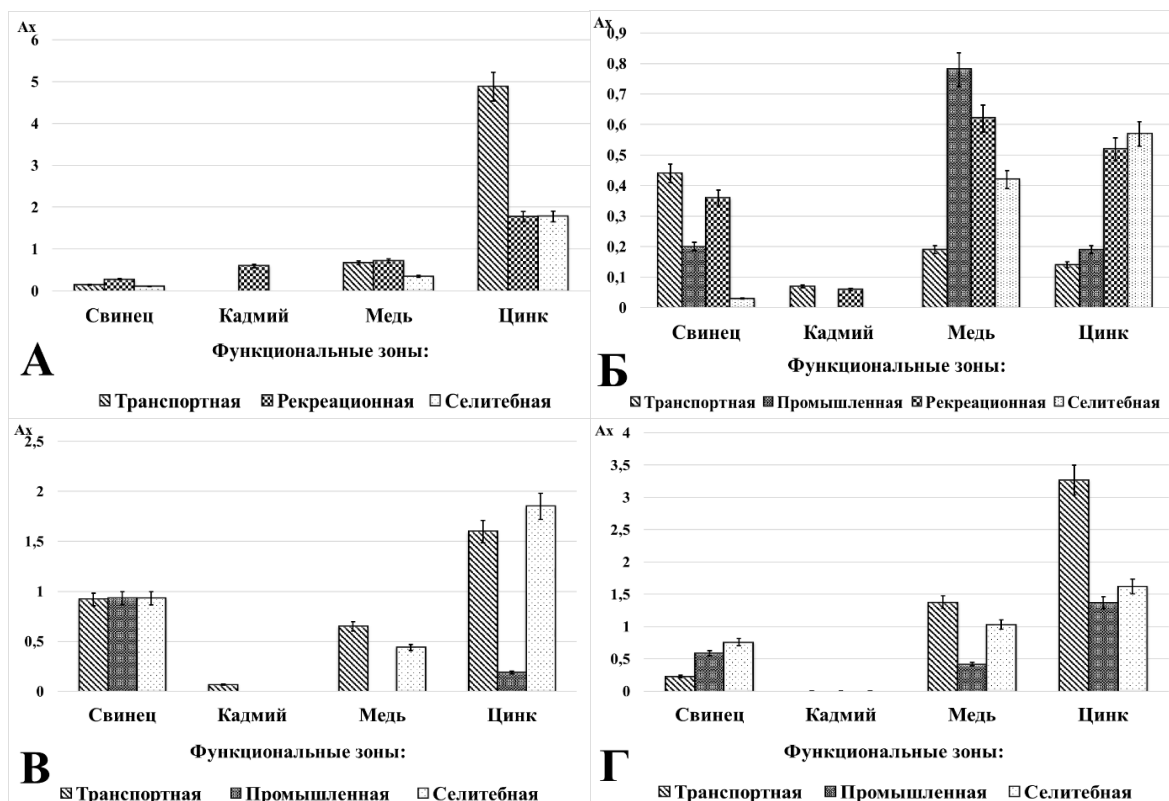 Ах
6
5
4
3
2
1
0
Свинец Кадмий Медь Цинк
Функциональные зоны:
А
Транспортная Рекреационная Селитебная
Ах
0,9
0,8
0,7
0,6
0,5
0,4
0,3
0,2
0,1
0
Свинец Кадмий Медь Цинк
Функциональные зоны:
Б
Транспортная Промышленная Рекреационная Селитебная
Ах
2,5
2
1,5
1
0,5
0
Свинец Кадмий Медь Цинк
Функциональные зоны:
В
Транспортная Промышленная Селитебная
Ах
4
3,5
3
2,5
2
1,5
1
0,5
0
Свинец Кадмий Медь Цинк
Функциональные зоны:
Г
Транспортная Промышленная Селитебная